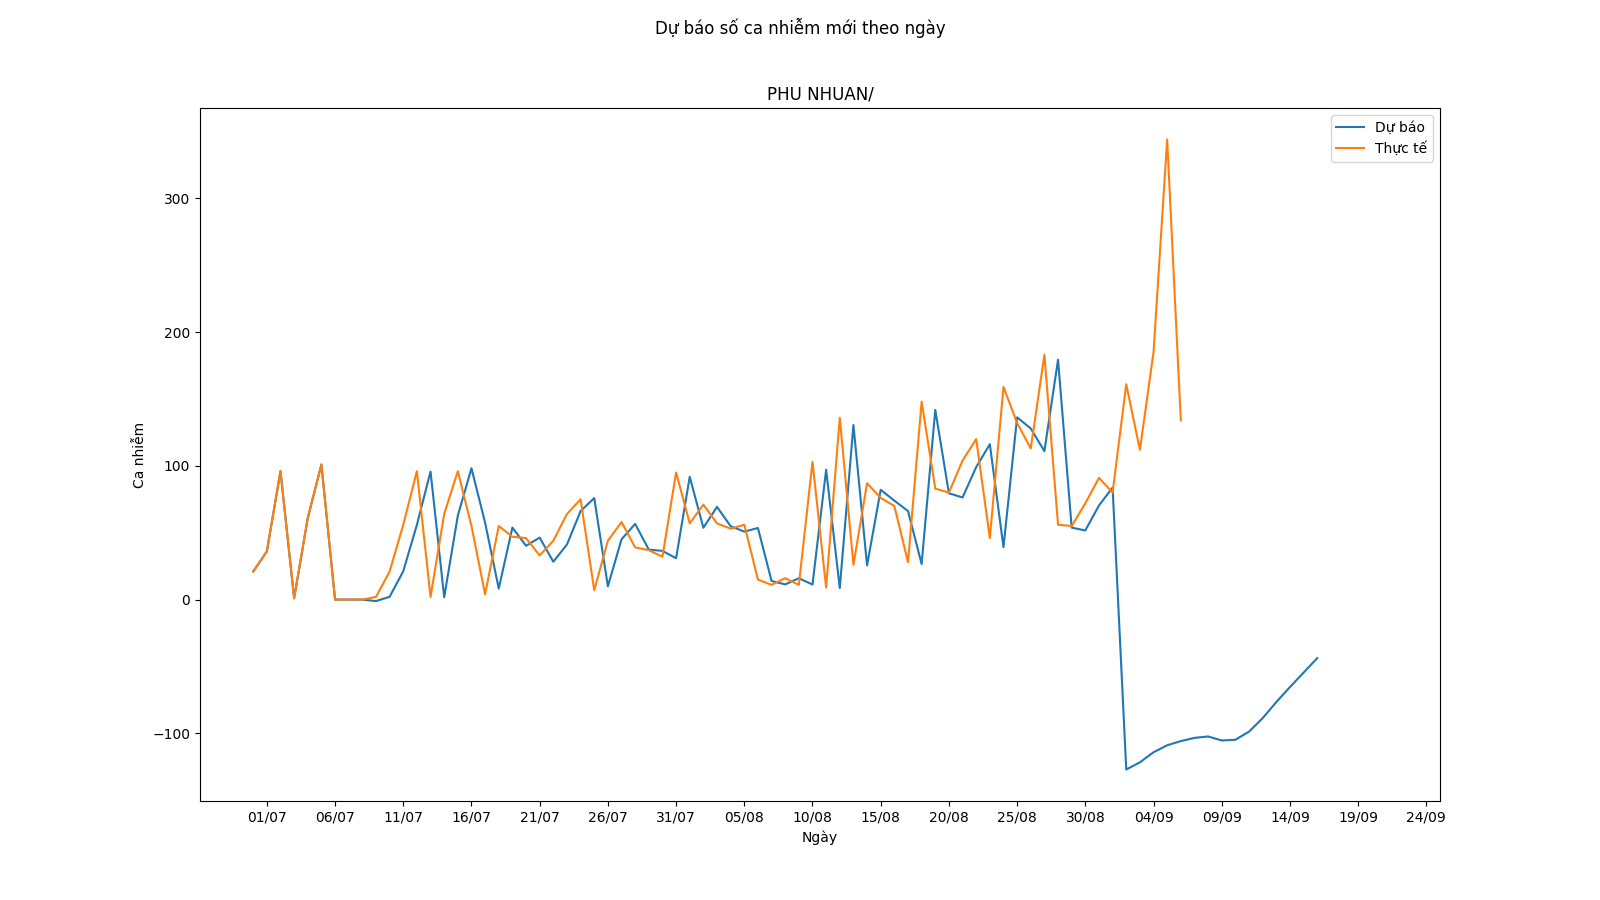 Dự báo số ca nhiễm mới theo ngày
PHU NHUAN/
Dự báo
Thực tế
300
200
100
0
−100
Ca nhiễm
01/07 06/07 11/07 16/07 21/07 26/07 31/07 05/08 10/08 15/08 20/08 25/08 30/08 04/09 09/09 14/09 19/09 24/09
Ngày